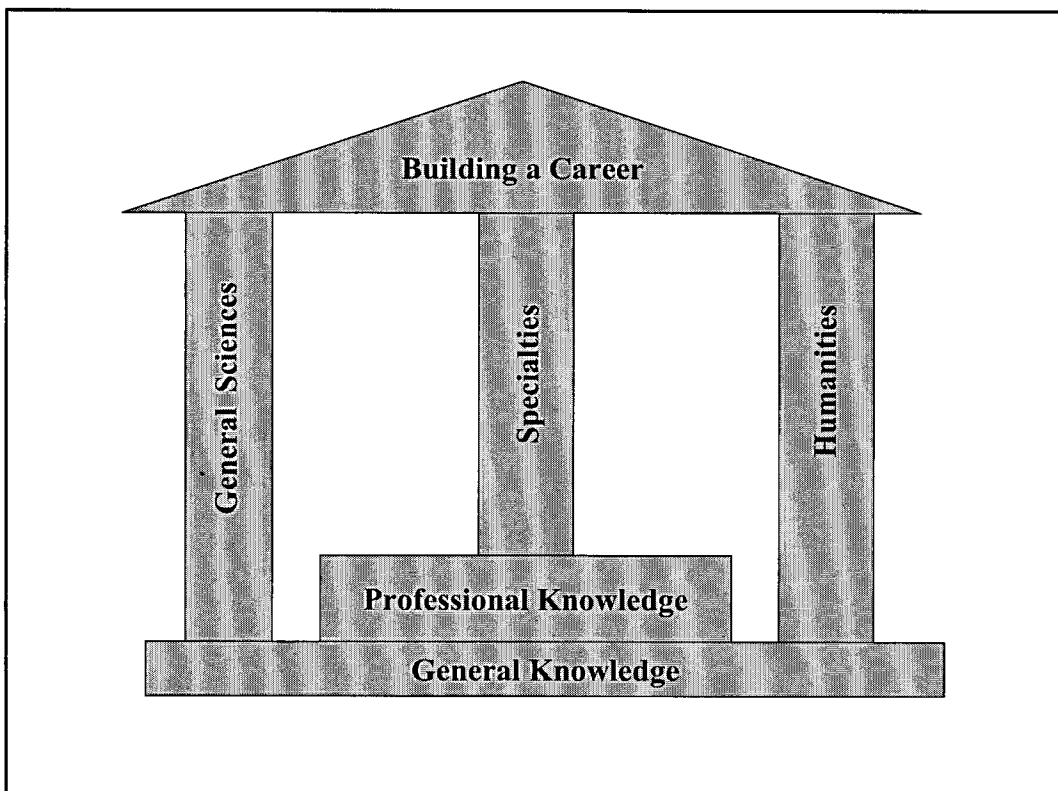 Building a Career
General Sciences
Specialties
Humanities
Professional Knowledge
General Knowledge